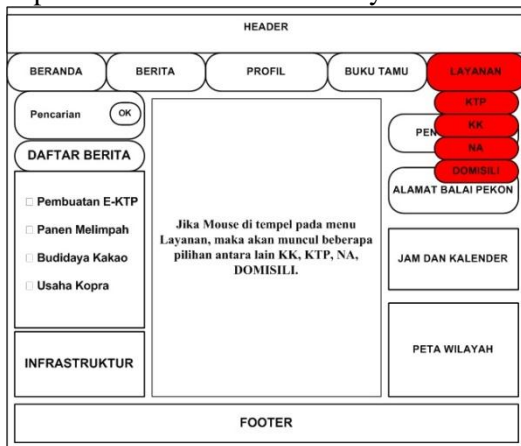 HEADER
BERANDA
BERITA
PROFIL
BUKU TAMU
LAYANAN
KTP
KK
NA
DOMISILI
Pencarian
OK
DAFTAR BERITA
Pembuatan E-KTP
Panen Melimpah
Budidaya Kakao
Usaha Kopra
INFRASTRUKTUR
Jika Mouse di tempel pada menu
Layanan, maka akan muncul beberapa
pilihan antara lain KK, KTP, NA,
DOMISILI.
ALAMAT BALAI PEKON
JAM DAN KALENDER
PETA WILAYAH
FOOTER